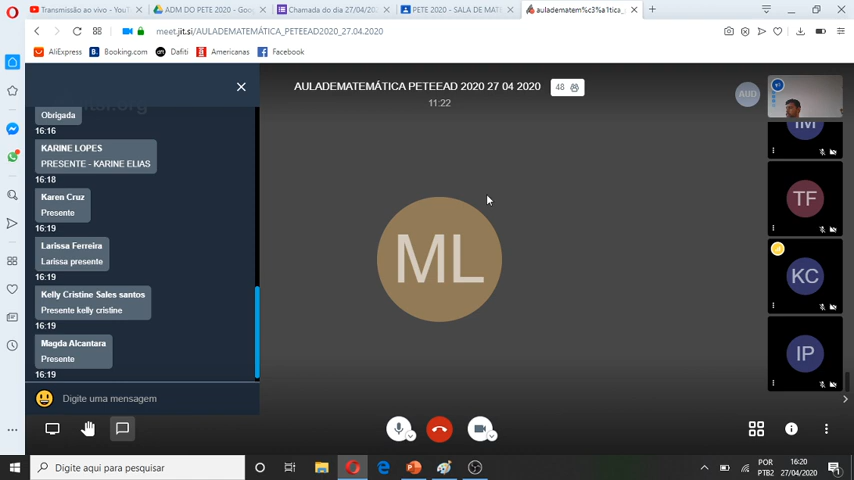 Transmissão ao vivo - YouT
ADM DO PETE 2020 - Goog
Chamada do dia 27/04/20
PETE 2020 - SALA DE MAT
auladematem%c3%a1tica_
meet.jit.si/AULADEMATEMÁTICA_PETEEAD2020_27.04.2020
AliExpress
Booking.com
Dafiti
Americanas
Facebook
AULADEMATEMÁTICA PETEEAD 2020 27 04 2020
48
11:22
AUD
Obrigada
16:16
KARINE LOPES
PRESENTE - KARINE ELIAS
16:18
Karen Cruz
Presente
16:19
Larissa Ferreira
Larissa presente
16:19
Kelly Cristine Sales santos
Presente kelly cristine
16:19
Magda Alcantara
Presente
16:19
Digite uma mensagem
ML
TF
KC
IP
Digite aqui para pesquisar
POR
PTB2
16:20
27/04/2020
1